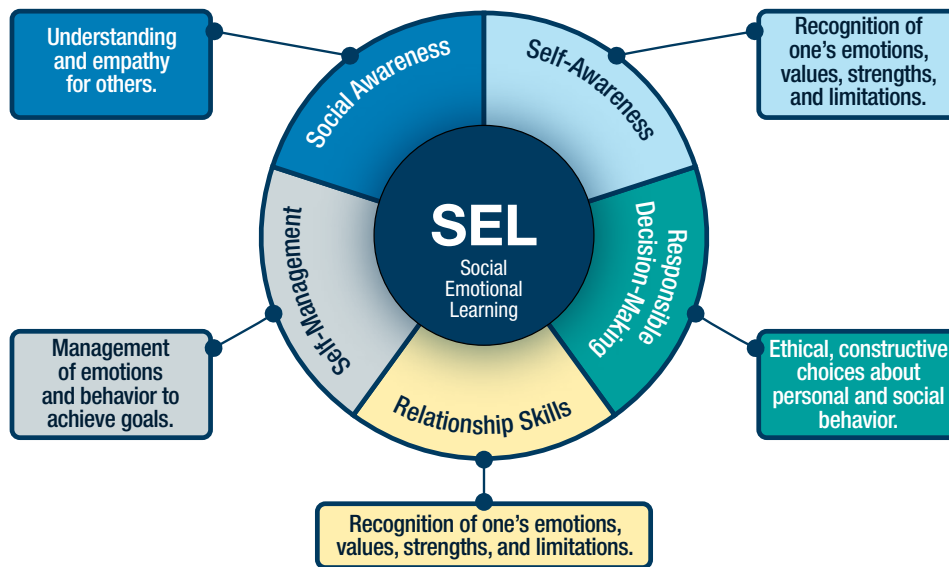 Understanding
and empathy
for others.
Social Awareness
Self-Awareness
Recognition of
one's emotions,
values, strengths,
and limitations.
SEL
Social
Emotional
Learning
Responsible
Decision-Making
Ethical, constructive
choices about
personal and social
behavior.
Self-Management
Management
of emotions
and behavior to
achieve goals.
Relationship Skills
Recognition of one's emotions,
values, strengths, and limitations.